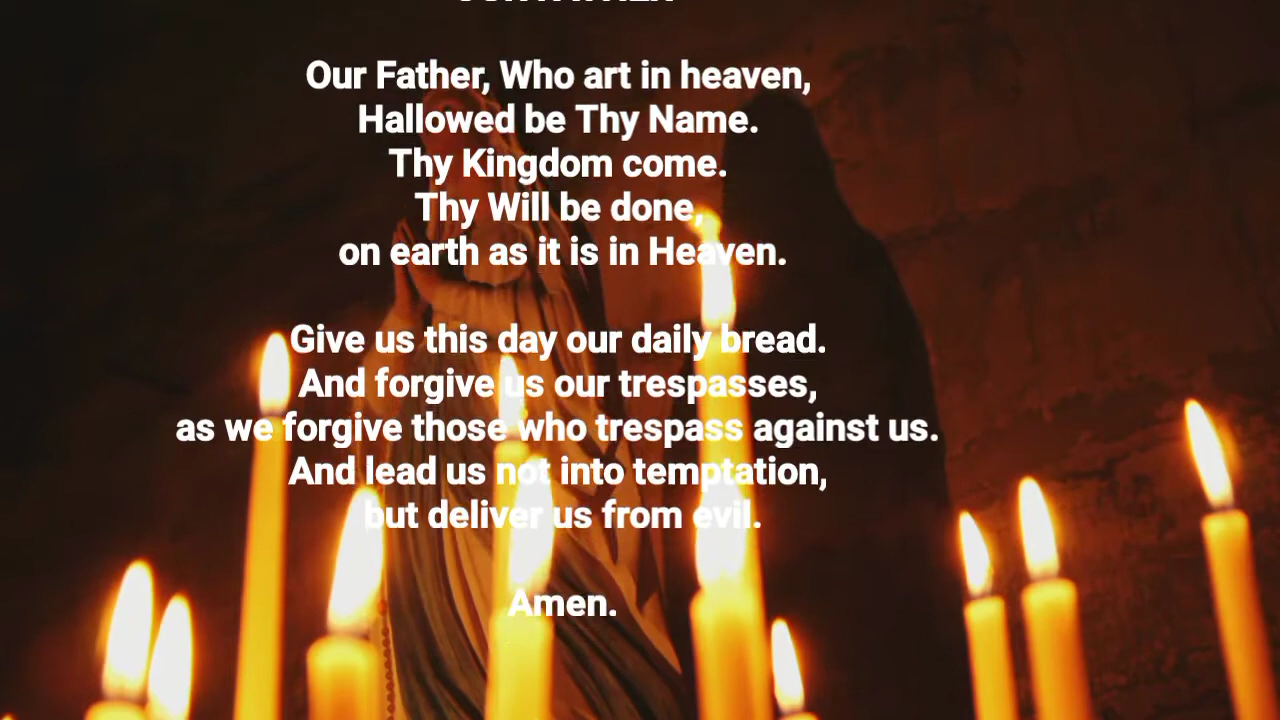 Our Father, Who art in heaven,
Hallowed be Thy Name.
Thy Kingdom come.
Thy Will be done,
on earth as it is in Heaven.
Give us this day our daily bread.
And forgive us our trespasses,
as we forgive those who trespass against us.
And lead us not into temptation,
but deliver us from evil.
Amen.